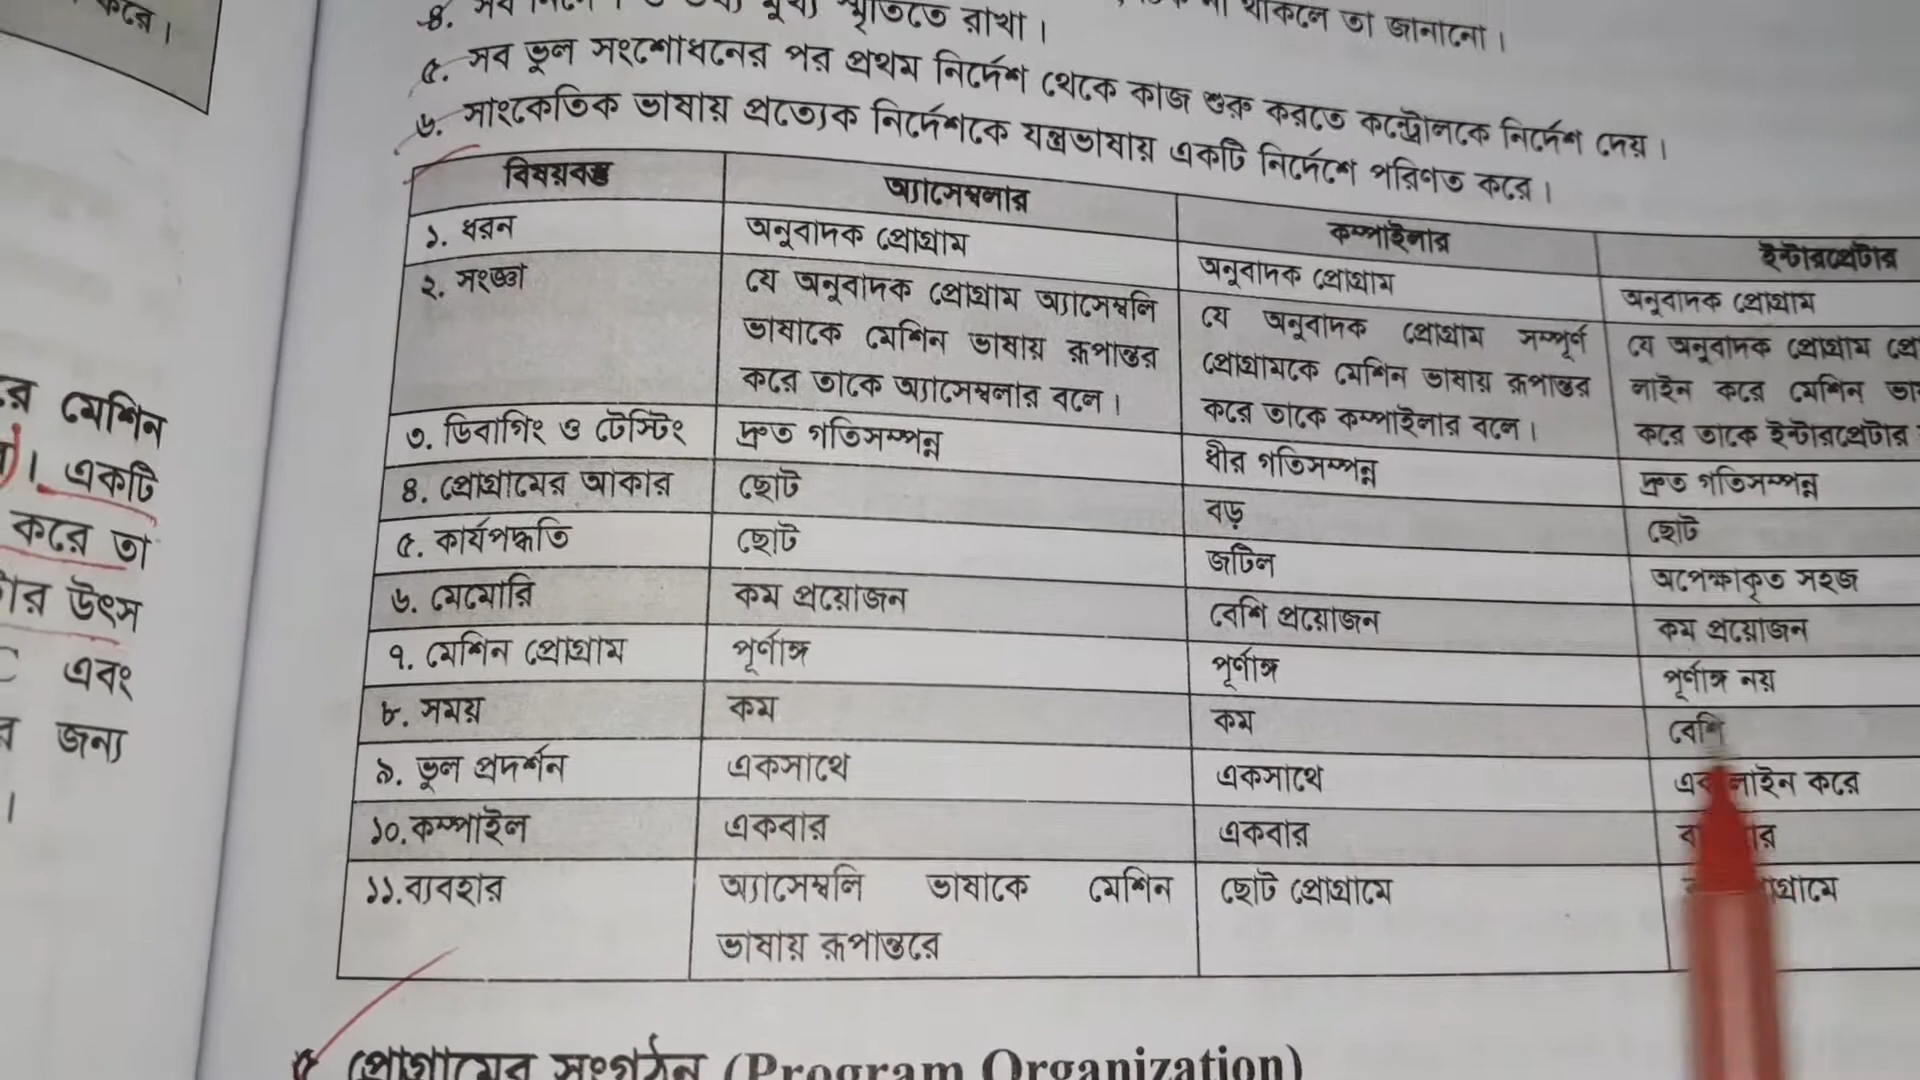 করে।
৪. সব নির্দেশ ও তথ্য মুখ্য স্মৃতিতে রাখা।
থাকলে তা জানানো।
৫. সব ভুল সংশোধনের পর প্রথম নির্দেশ থেকে কাজ শুরু করতে কন্ট্রোলকে নির্দেশ দেয়।
৬. সাংকেতিক ভাষায় প্রত্যেক নির্দেশকে যন্ত্রভাষায় একটি নির্দেশে পরিণত করে।
বিষয়বস্তু অ্যাসেম্বলার কম্পাইলার ইন্টারপ্রেটার
১. ধরন অনুবাদক প্রোগ্রাম অনুবাদক প্রোগ্রাম অনুবাদক প্রোগ্রাম
২. সংজ্ঞা যে অনুবাদক প্রোগ্রাম অ্যাসেম্বলি যে অনুবাদক প্রোগ্রাম সম্পূর্ণ যে অনুবাদক প্রোগ্রাম
ভাষাকে মেশিন ভাষায় রূপান্তর প্রোগ্রামকে মেশিন ভাষায় রূপান্তর লাইন করে মেশিন
করে তাকে অ্যাসেম্বলার বলে। করে তাকে কম্পাইলার বলে। করে তাকে ইন্টারপ্রেটার
৩. ডিবাগিং ও টেস্টিং দ্রুত গতিসম্পন্ন ধীর গতিসম্পন্ন দ্রুত গতিসম্পন্ন
৪. প্রোগ্রামের আকার ছোট বড় ছোট
৫. কার্যপদ্ধতি ছোট জটিল অপেক্ষাকৃত সহজ
৬. মেমোরি কম প্রয়োজন বেশি প্রয়োজন কম প্রয়োজন
৭. মেশিন প্রোগ্রাম পূর্ণাঙ্গ পূর্ণাঙ্গ পূর্ণাঙ্গ নয়
৮. সময় কম কম বেশি
৯. ভুল প্রদর্শন একসাথে একসাথে এক লাইন করে
১০.কম্পাইল একবার একবার
১১.ব্যবহার অ্যাসেম্বলি ভাষাকে মেশিন ছোট প্রোগ্রামে
ভাষায় রূপান্তরে
প্রোগ্রামের সংগঠন (Program Organization)
মেশিন
। একটি
করে তা
উৎস
এবং
জন্য
।